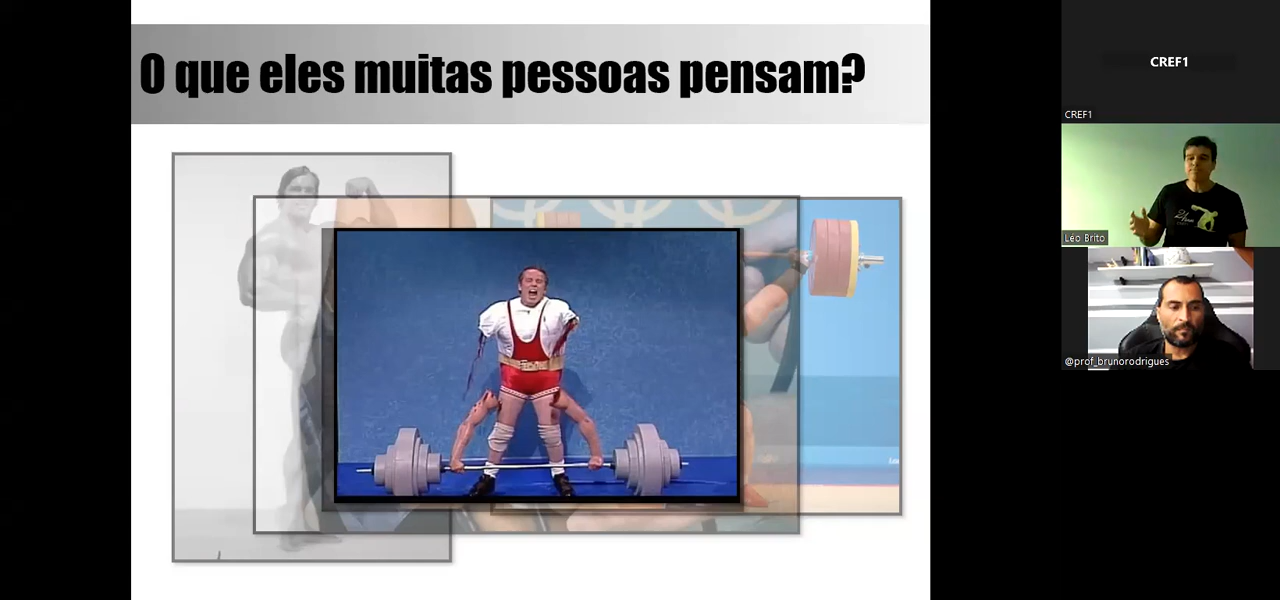 O que eles muitas pessoas pensam?
CREF1
CREF1
Léo Brito
@prof_brunorodrigues